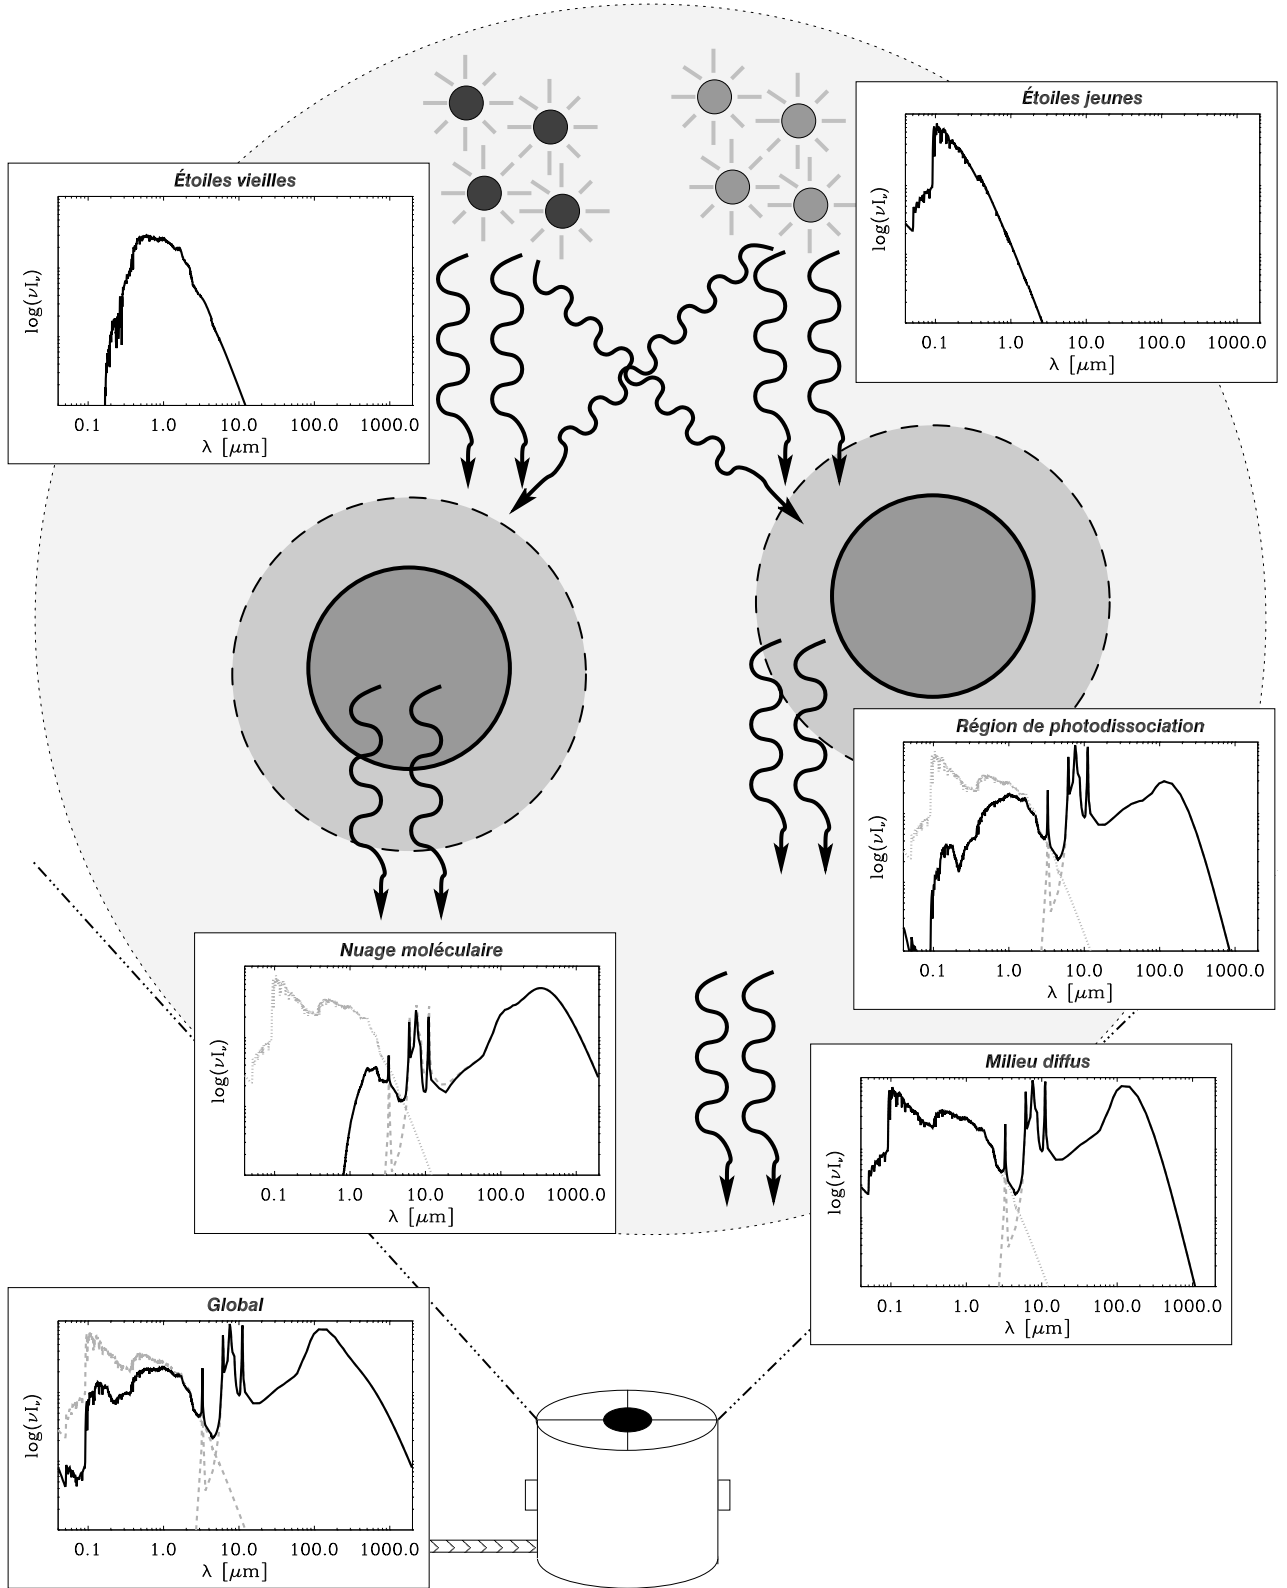 Étoiles jeunes
log(νIν)
0.1 1.0 10.0 100.0 1000.0
λ [μm]
Étoiles vieilles
log(νIν)
0.1 1.0 10.0 100.0 1000.0
λ [μm]
Région de photodissociation
log(νIν)
0.1 1.0 10.0 100.0 1000.0
λ [μm]
Nuage moléculaire
log(νIν)
0.1 1.0 10.0 100.0 1000.0
λ [μm]
Milieu diffus
log(νIν)
0.1 1.0 10.0 100.0 1000.0
λ [μm]
Global
log(νIν)
0.1 1.0 10.0 100.0 1000.0
λ [μm]